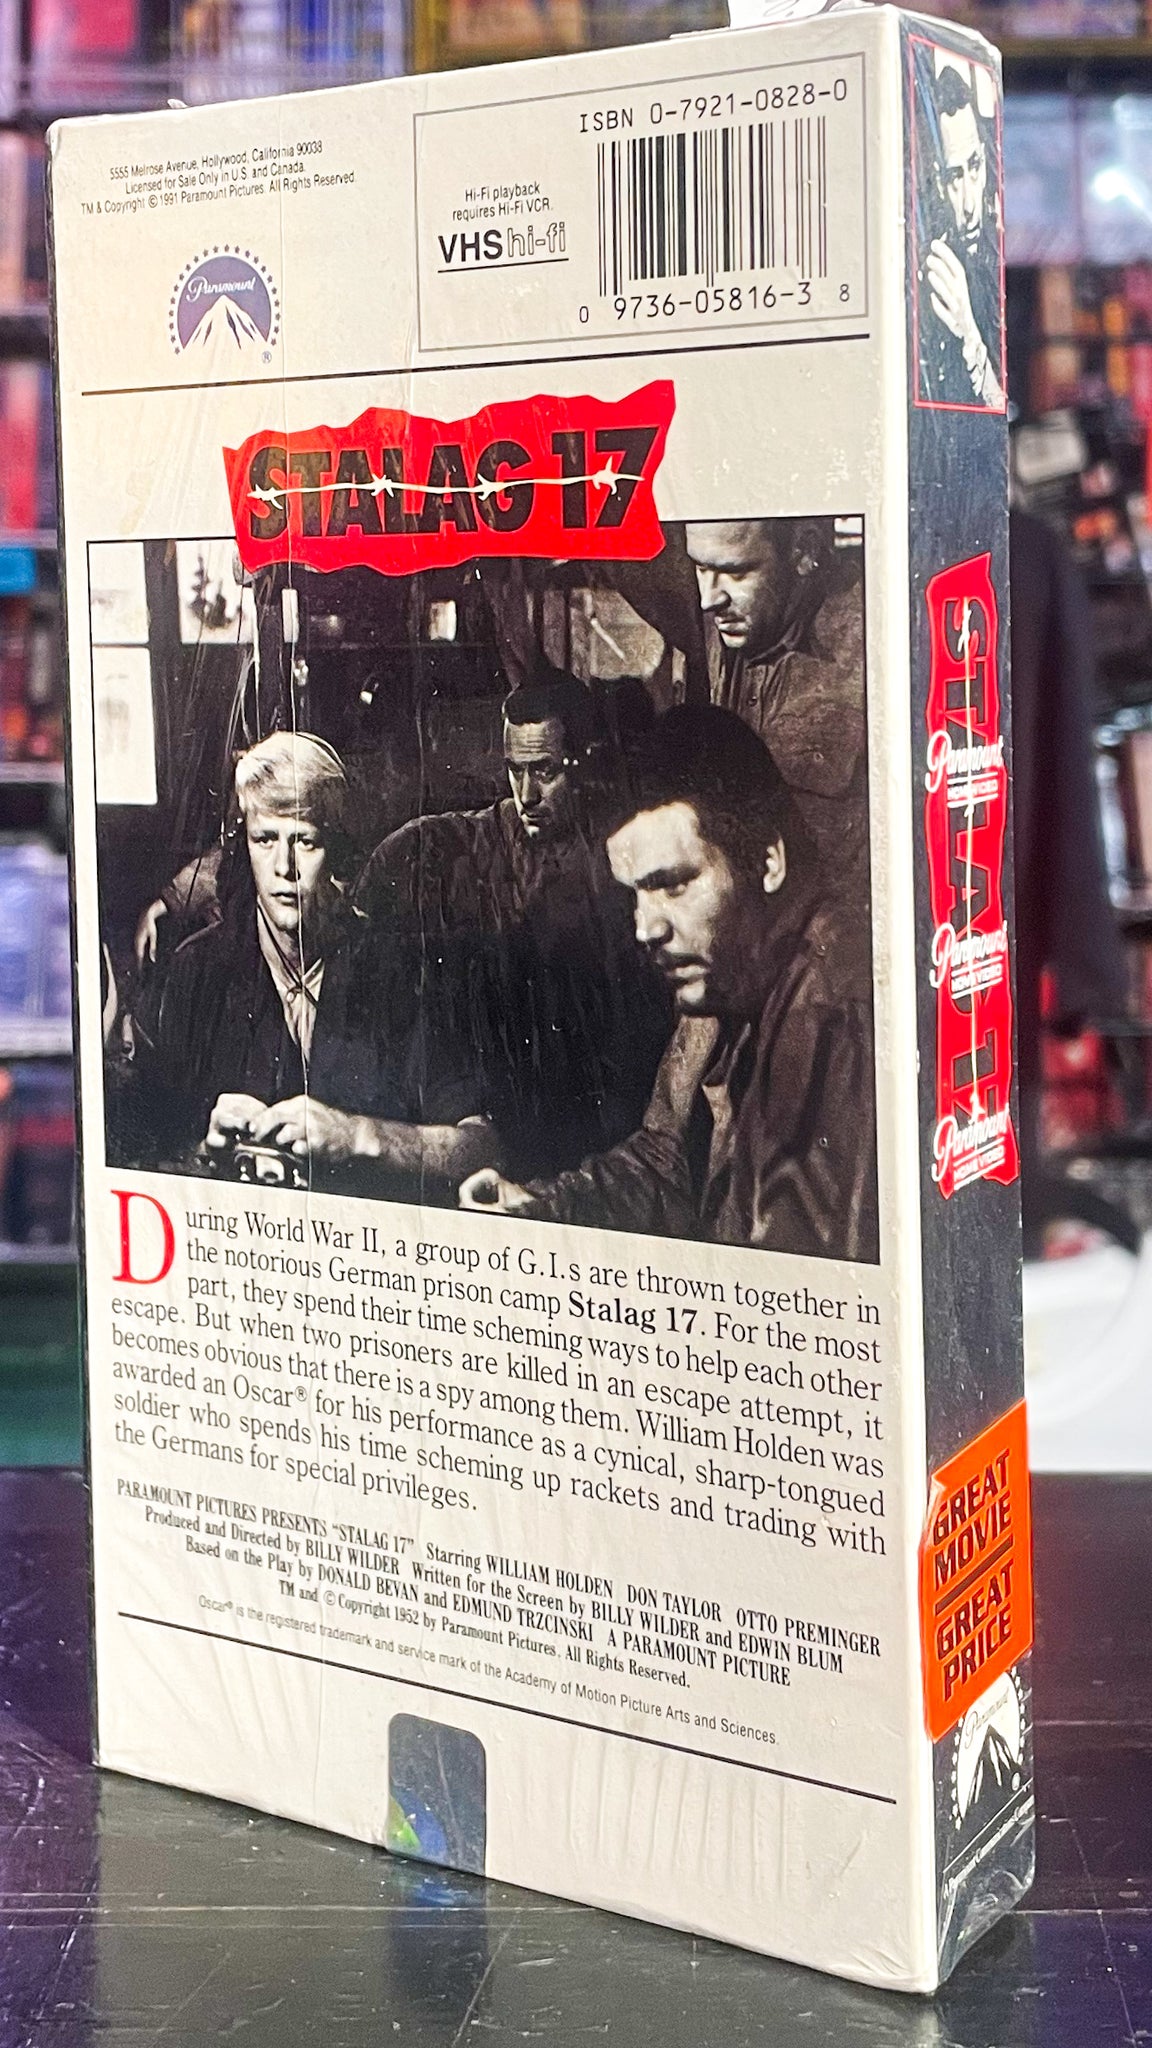 5555 Melrose Avenue, Hollywood, California 90038
Licensed for Sale Only in U.S. and Canada.
TM & Copyright © 1991 Paramount Pictures. All Rights Reserved.
Paramount
®
ISBN 0-7921-0828-0
Hi-Fi playback
requires Hi-Fi VCR.
VHS hi-fi
0 9736-05816-3 8
STALAG 17
During World War II, a group of G.I.s are thrown together in
the notorious German prison camp Stalag 17. For the most
part, they spend their time scheming ways to help each other
escape. But when two prisoners are killed in an escape attempt, it
becomes obvious that there is a spy among them. William Holden was
awarded an Oscar® for his performance as a cynical, sharp-tongued
soldier who spends his time scheming up rackets and trading with
the Germans for special privileges.
PARAMOUNT PICTURES PRESENTS "STALAG 17" Starring WILLIAM HOLDEN DON TAYLOR OTTO PREMINGER
Produced and Directed by BILLY WILDER Written for the Screen by BILLY WILDER and EDWIN BLUM
Based on the Play by DONALD BEVAN and EDMUND TRZCINSKI A PARAMOUNT PICTURE
TM and © Copyright 1952 by Paramount Pictures. All Rights Reserved.
Oscar® is the registered trademark and service mark of the Academy of Motion Picture Arts and Sciences.
STALAG 17
Paramount
HOME VIDEO
Paramount
HOME VIDEO
Paramount
HOME VIDEO
GREAT
MOVIE
GREAT
PRICE
Paramount
®
A Paramount Communications Company